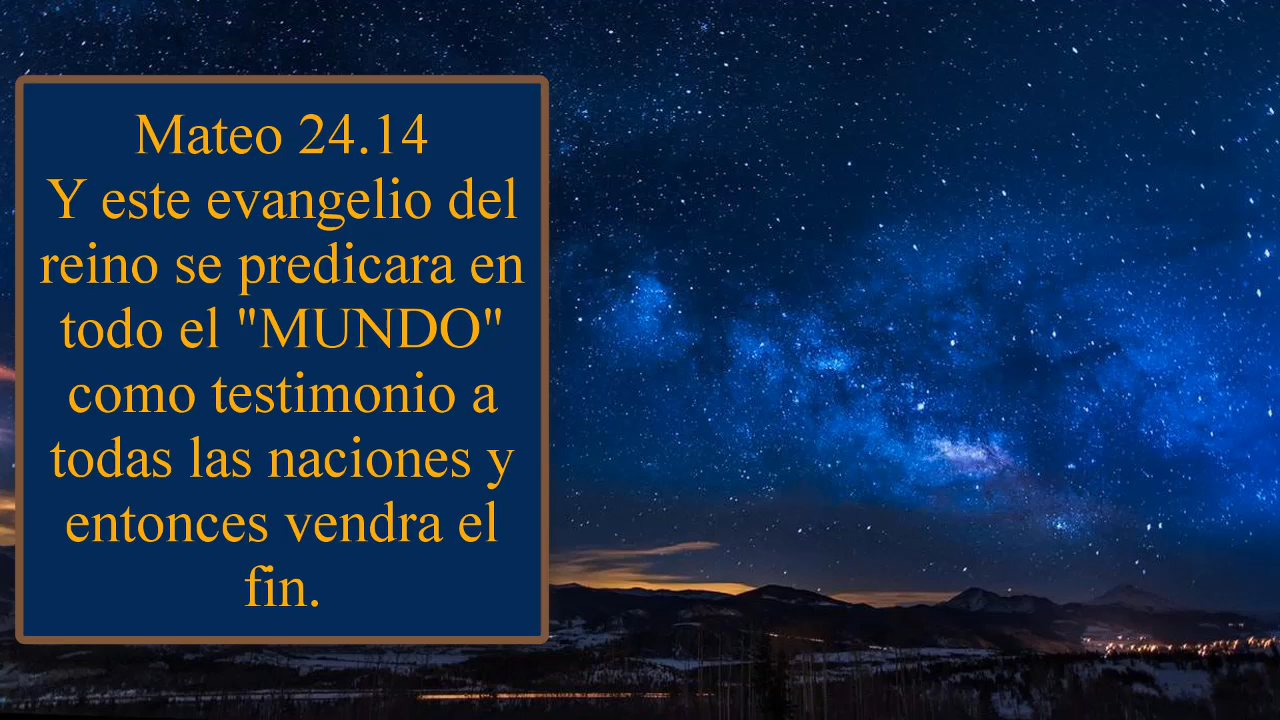 Mateo 24.14
Y este evangelio del
reino se predicara en
todo el "MUNDO"
como testimonio a
todas las naciones y
entonces vendra el
fin.